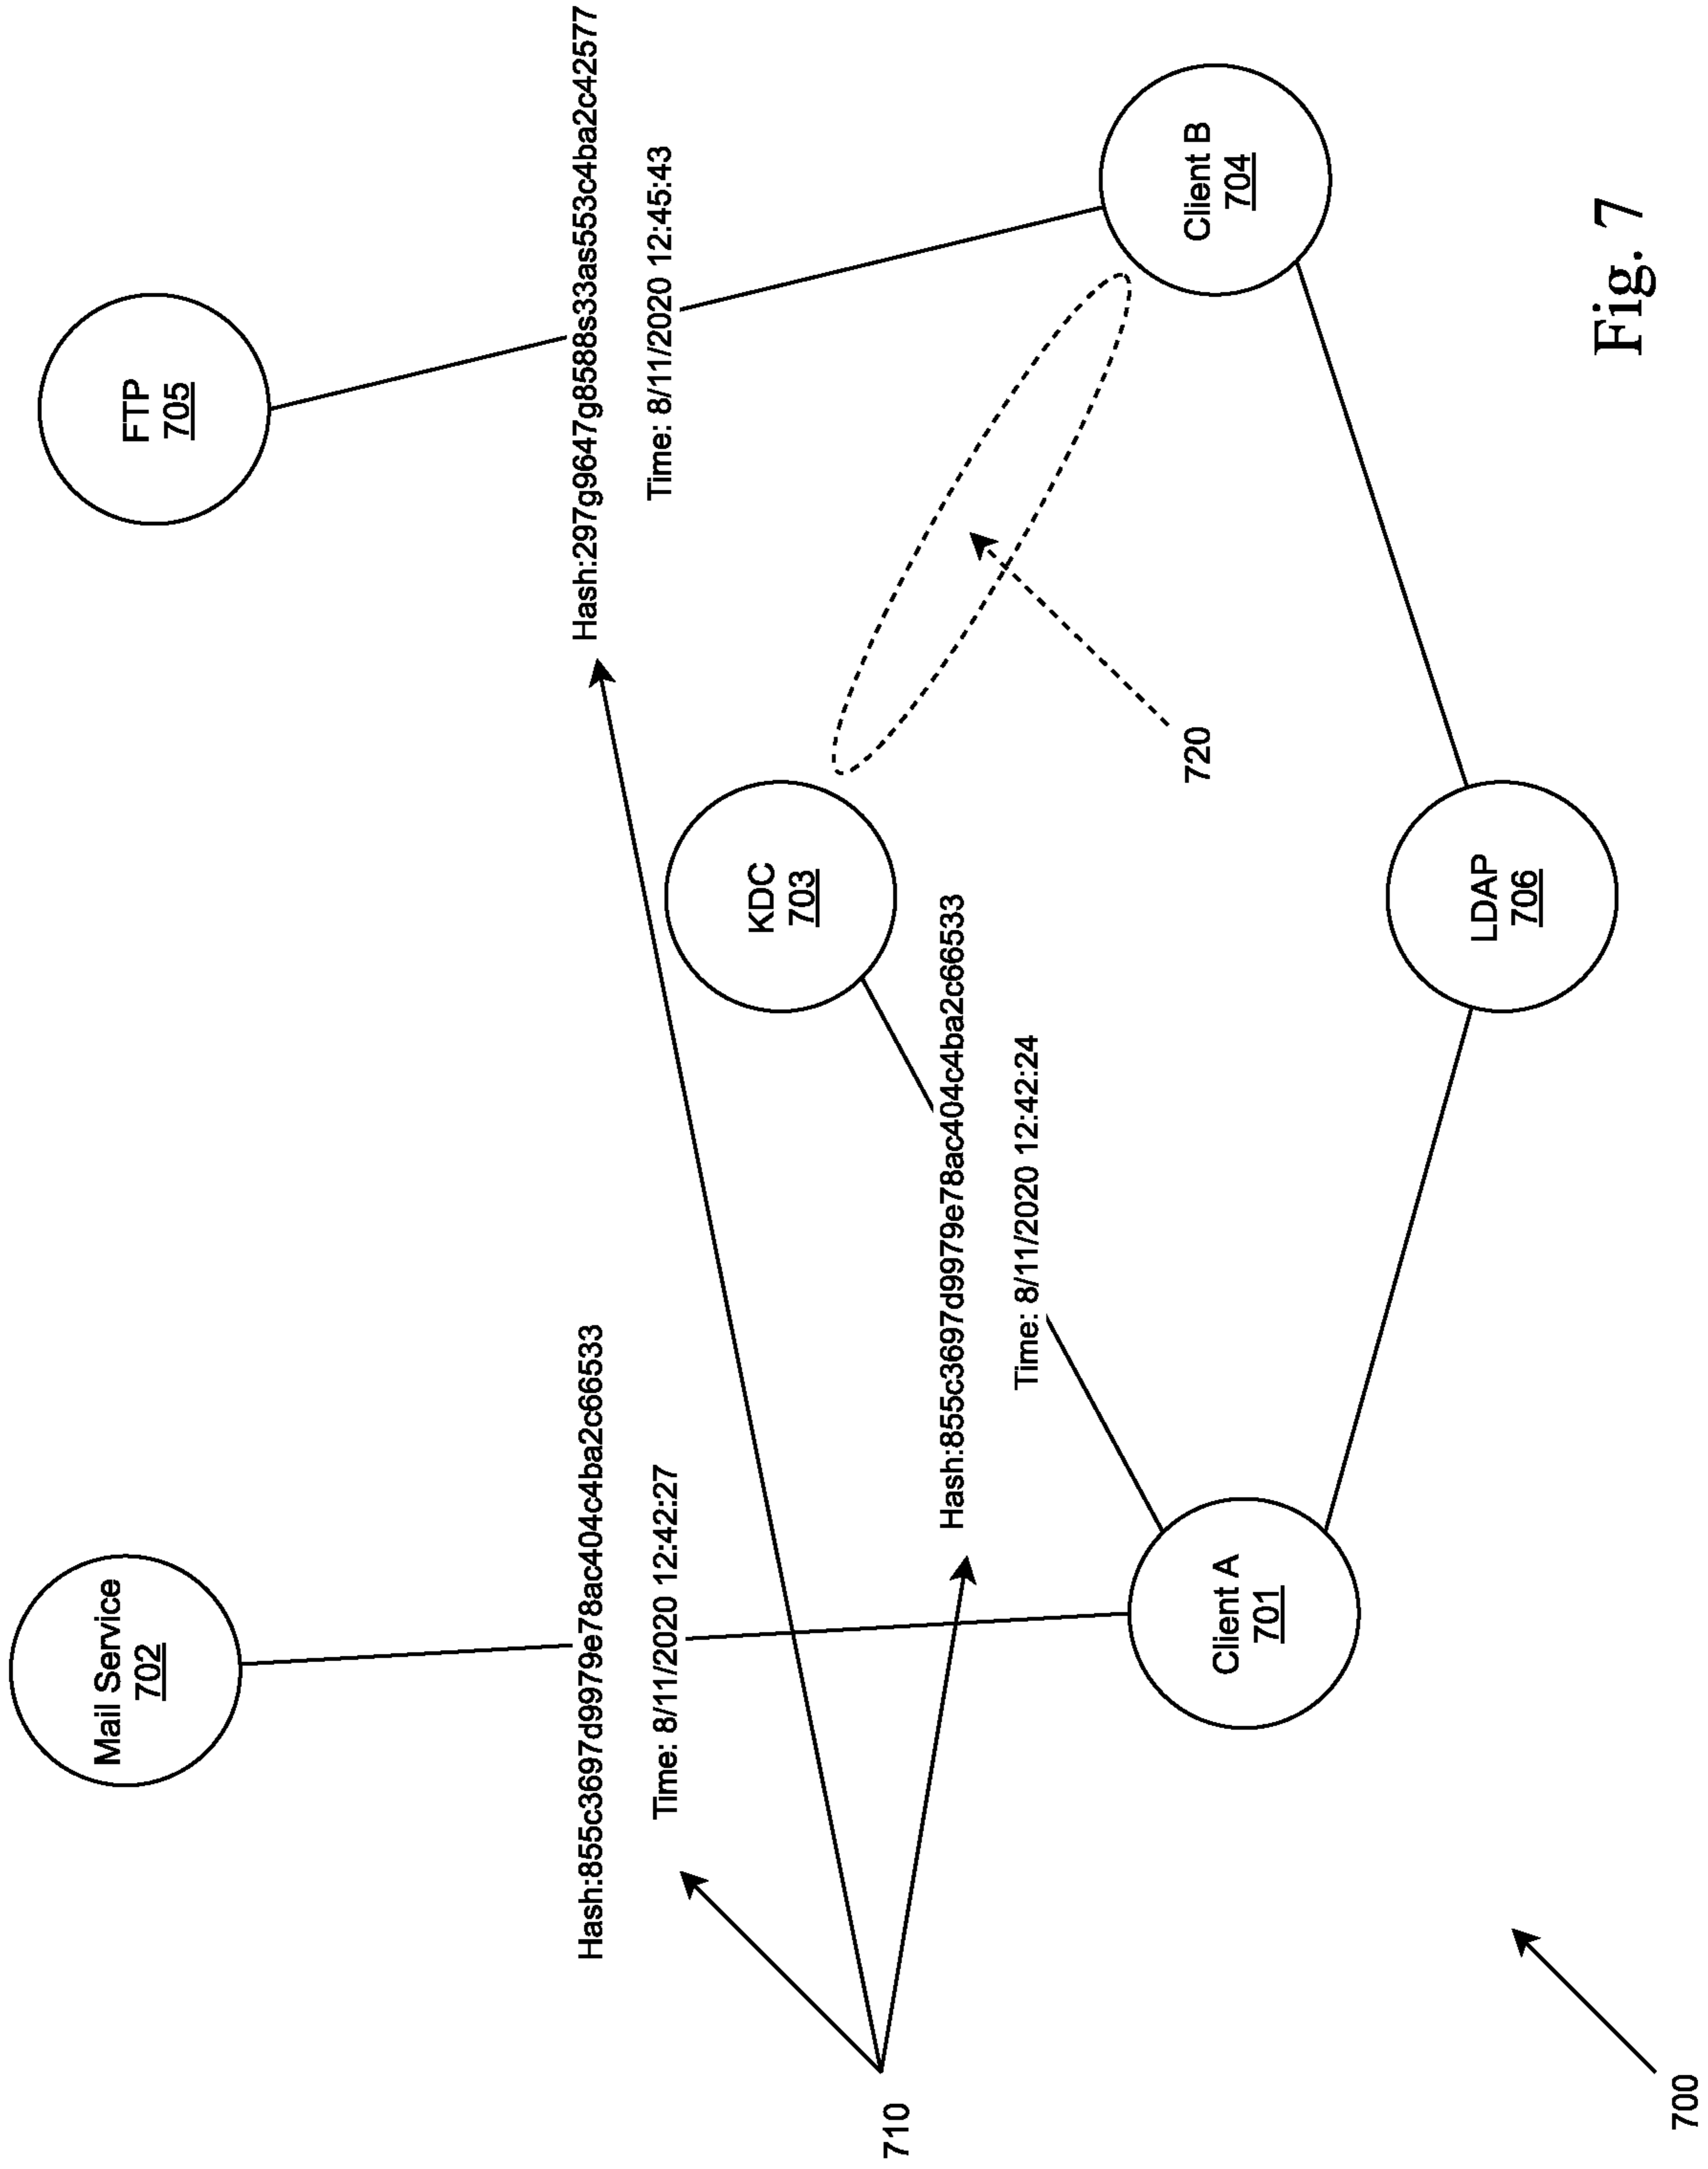 Mail Service
702
FTP
705
Hash:855c3697d9979e78ac404c4ba2c66533
Time: 8/11/2020 12:42:27
Hash:297g9647g8588s33as553c4ba2c42577
Time: 8/11/2020 12:45:43
KDC
703
710
Hash:855c3697d9979e78ac404c4ba2c66533
Time: 8/11/2020 12:42:24
720
Client A
701
Client B
704
LDAP
706
700
Fig. 7